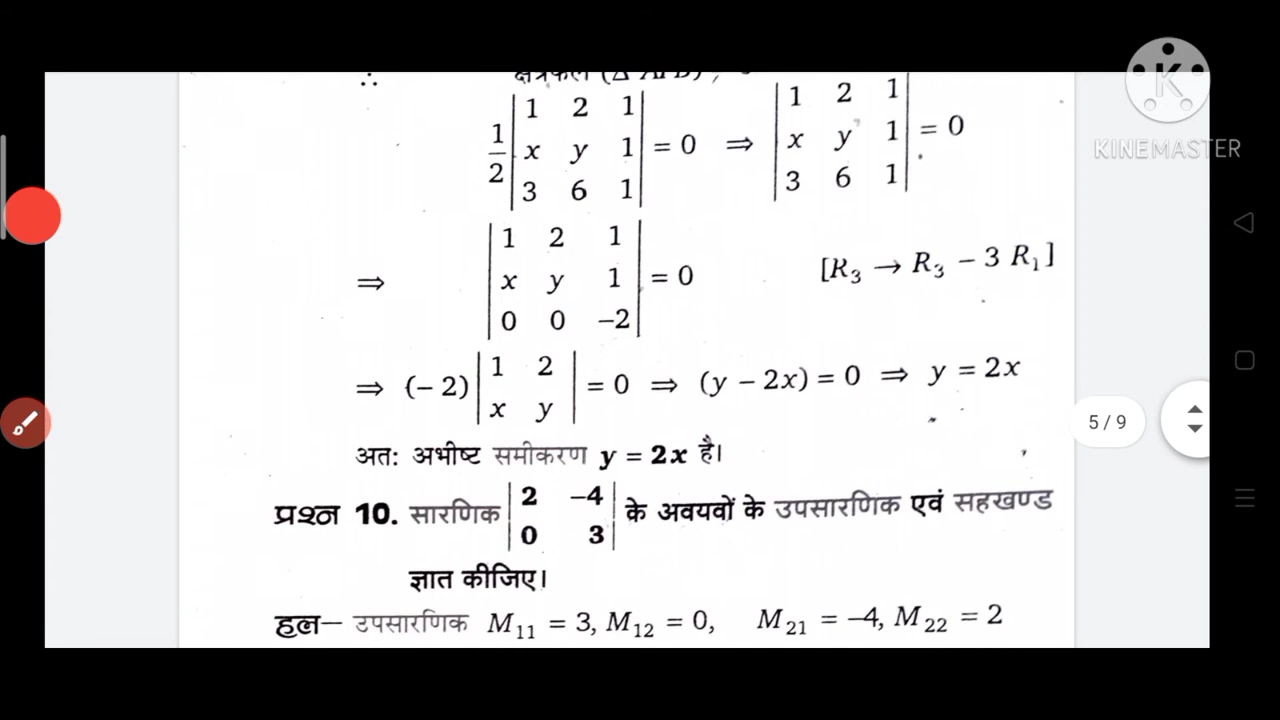 ∴ क्षेत्रफल (Δ
1/2 |1 2 1; x y 1; 3 6 1| = 0 ⇒ |1 2 1; x y 1; 3 6 1| = 0
⇒ |1 2 1; x y 1; 0 0 –2| = 0 [R₃ → R₃ – 3 R₁]
⇒ (– 2) |1 2; x y| = 0 ⇒ (y – 2x) = 0 ⇒ y = 2x
अतः अभीष्ट समीकरण y = 2x है।
प्रश्न 10. सारणिक |2 –4; 0 3| के अवयवों के उपसारणिक एवं सहखण्ड
ज्ञात कीजिए।
हल– उपसारणिक M₁₁ = 3, M₁₂ = 0, M₂₁ = –4, M₂₂ = 2
5 / 9
K
KINEMASTER